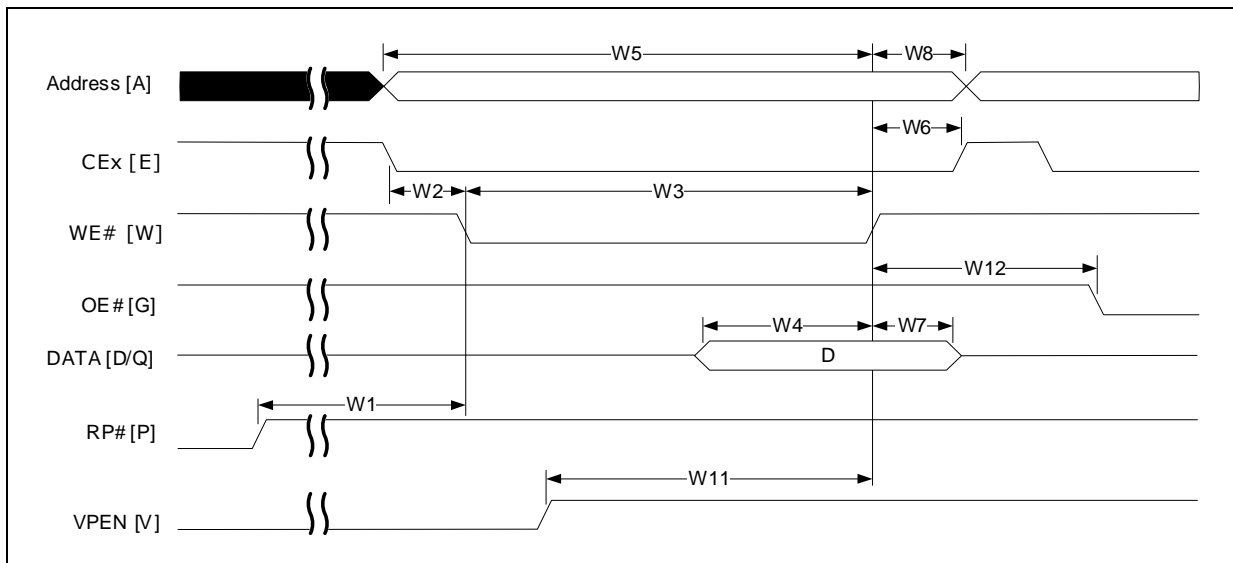 W5
W8
Address [A]
W6
CEx [E]
W2
W3
WE# [W]
W12
OE# [G]
W4
W7
DATA [D/Q]
D
W1
RP# [P]
W11
VPEN [V]